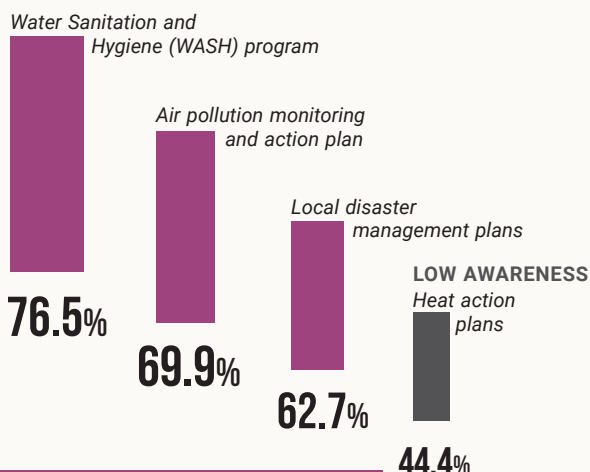 Water Sanitation and
Hygiene (WASH) program
76.5%
Air pollution monitoring
and action plan
69.9%
Local disaster
management plans
62.7%
LOW AWARENESS
Heat action
plans
44.4%